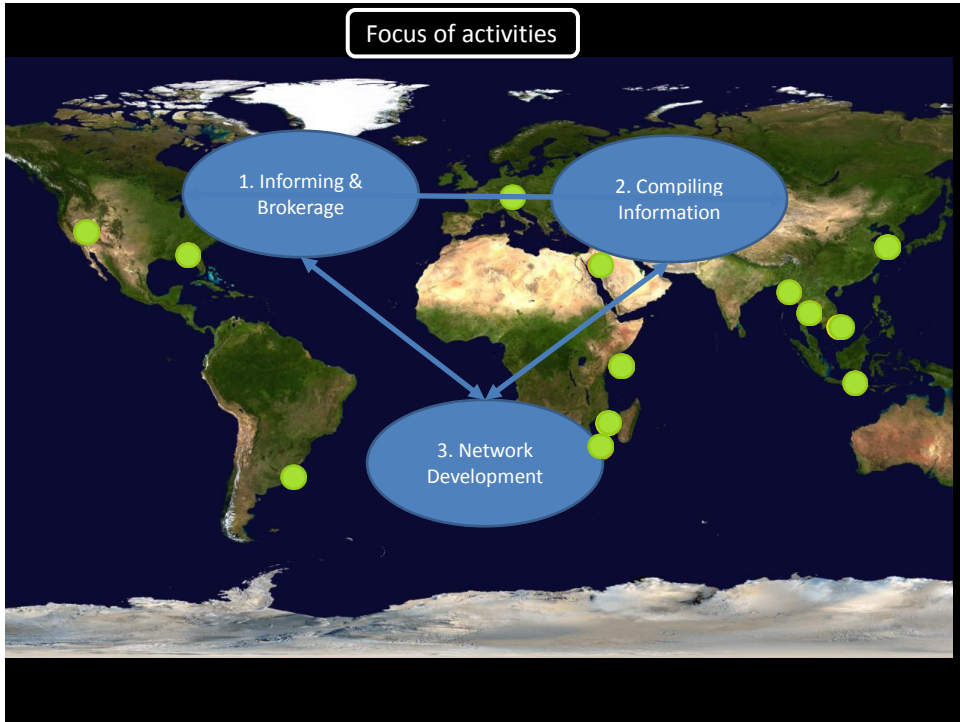 Focus of activities
1. Informing &
Brokerage
2. Compiling
Information
3. Network
Development